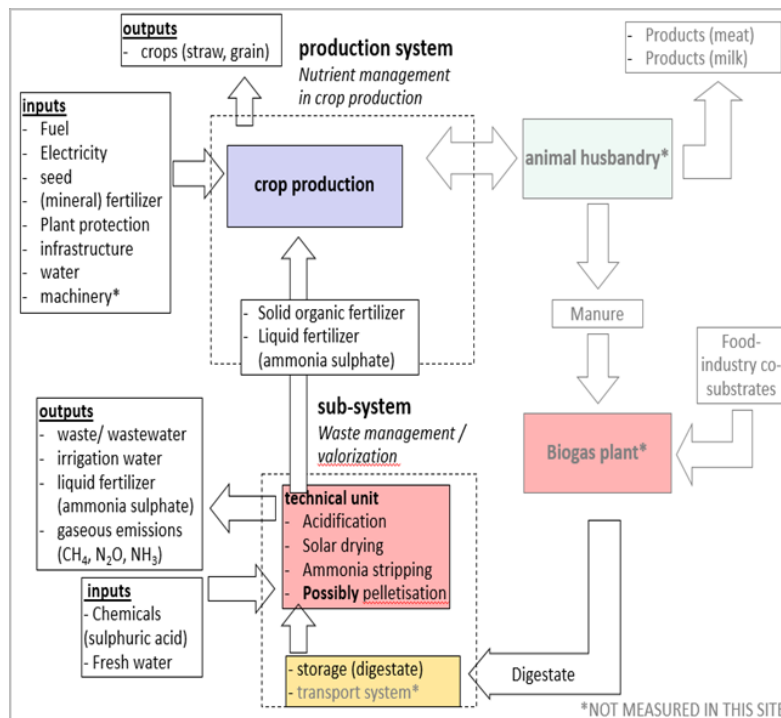 outputs
- crops (straw, grain)
production system
Nutrient management
in crop production
- Products (meat)
- Products (milk)
inputs
- Fuel
- Electricity
- seed
- (mineral) fertilizer
- Plant protection
- infrastructure
- water
- machinery*
crop production
animal husbandry*
- Solid organic fertilizer
- Liquid fertilizer
(ammonia sulphate)
Manure
Food-
industry co-
substrates
sub-system
Waste management /
valorization
Biogas plant*
outputs
- waste/ wastewater
- irrigation water
- liquid fertilizer
(ammonia sulphate)
- gaseous emissions
(CH₄, N₂O, NH₃)
technical unit
- Acidification
- Solar drying
- Ammonia stripping
- Possibly pelletisation
inputs
- Chemicals
(sulphuric acid)
- Fresh water
- storage (digestate)
- transport system*
Digestate
*NOT MEASURED IN THIS SITE